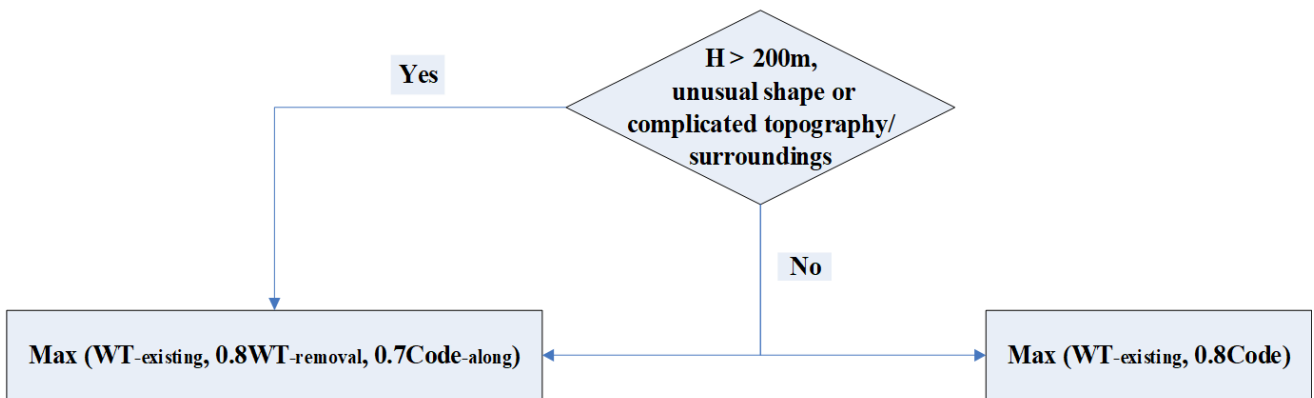 H > 200m,
unusual shape or
complicated topography/
surroundings
Yes
No
Max (WT-existing, 0.8WT-removal, 0.7Code-along)
Max (WT-existing, 0.8Code)